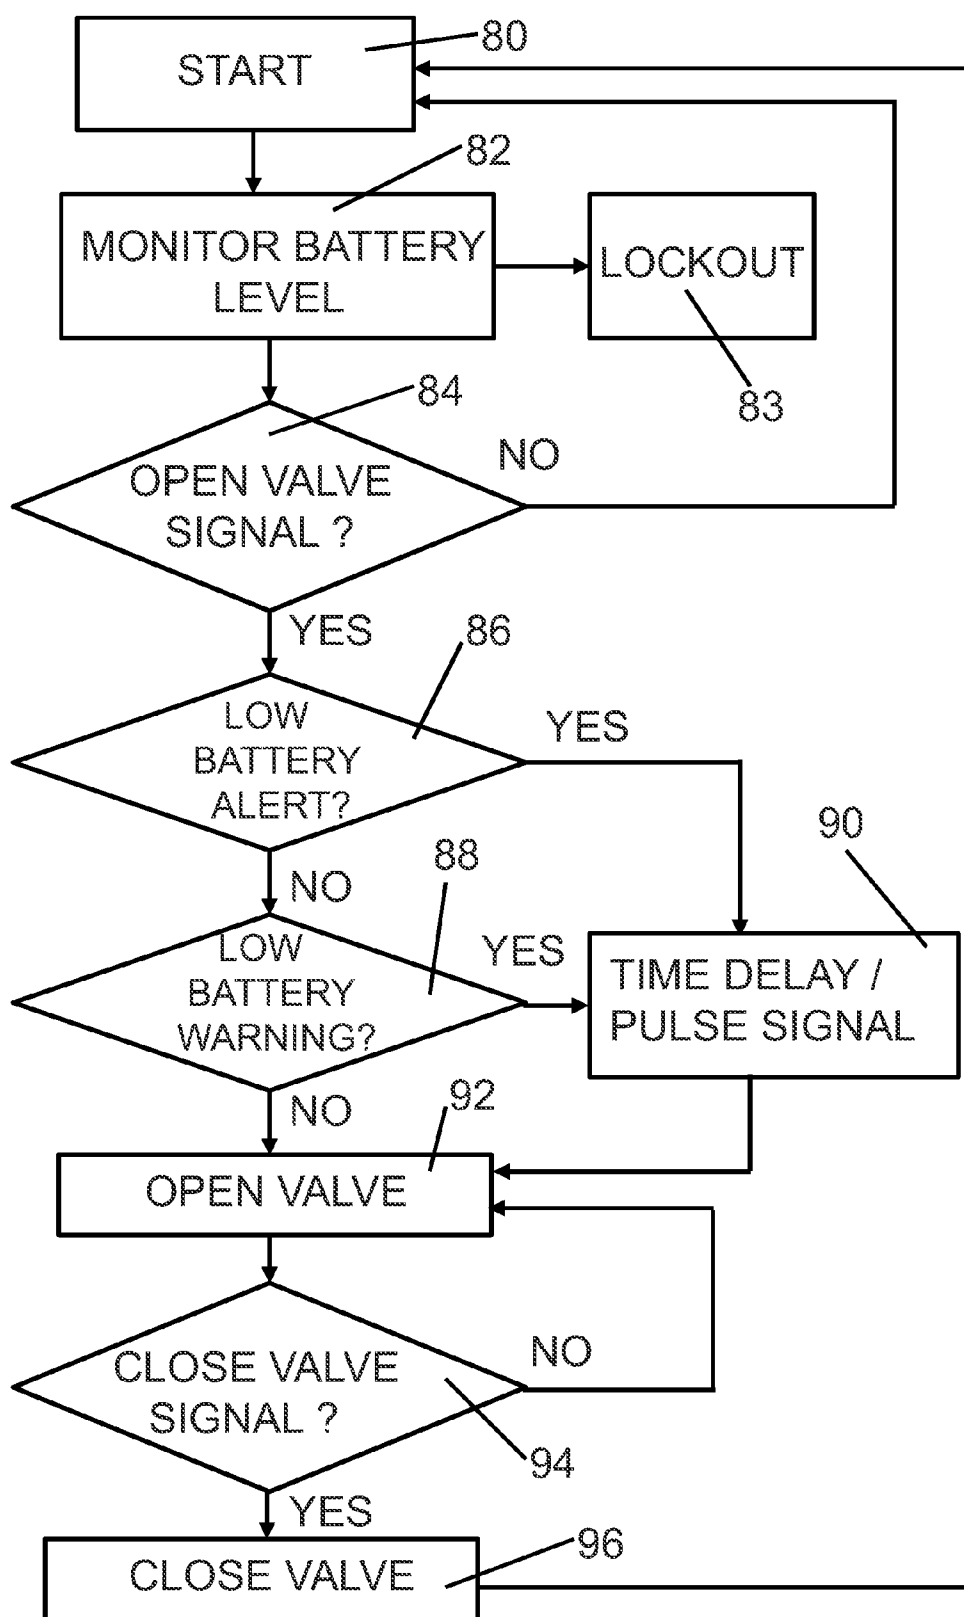 80
START
82
MONITOR BATTERY
LEVEL
LOCKOUT
83
84
NO
OPEN VALVE
SIGNAL ?
YES
86
LOW
BATTERY
ALERT?
YES
90
NO
88
LOW
BATTERY
WARNING?
YES
TIME DELAY /
PULSE SIGNAL
NO
92
OPEN VALVE
CLOSE VALVE
SIGNAL ?
NO
94
YES
96
CLOSE VALVE